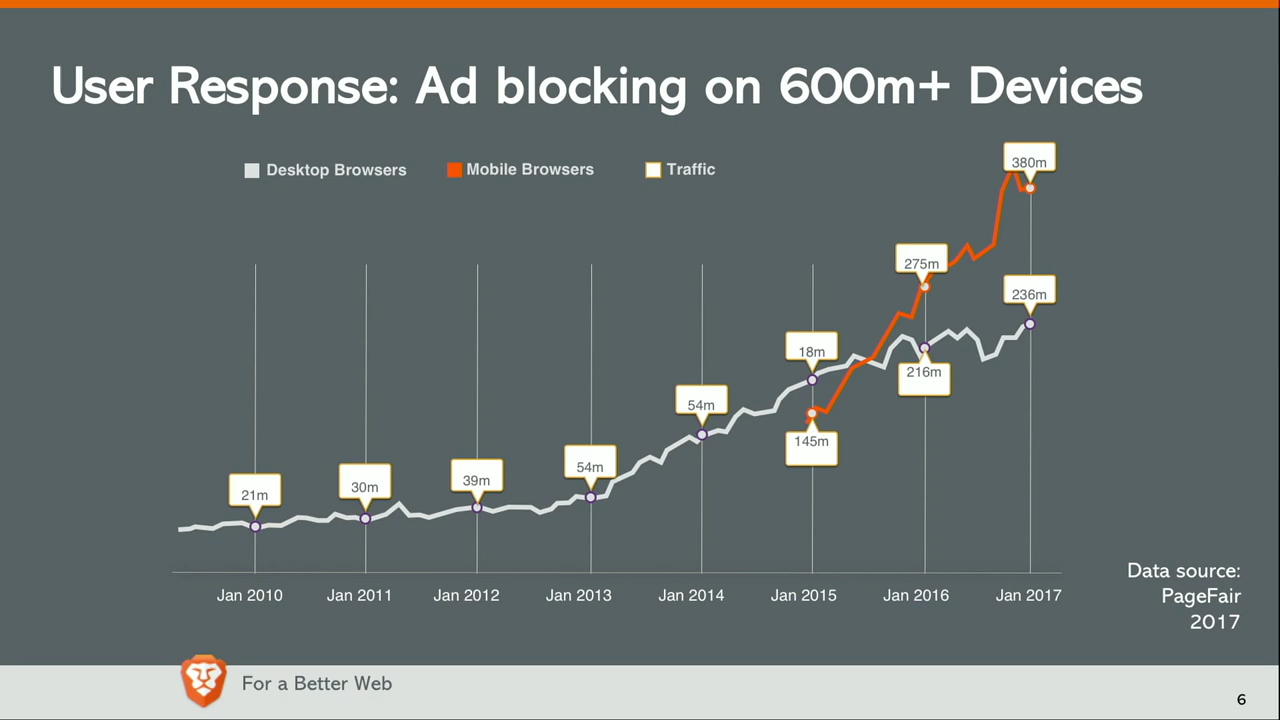 User Response: Ad blocking on 600m+ Devices
Desktop Browsers Mobile Browsers Traffic
380m
275m
236m
18m
216m
54m
145m
54m
39m
30m
21m
Jan 2010 Jan 2011 Jan 2012 Jan 2013 Jan 2014 Jan 2015 Jan 2016 Jan 2017
Data source:
PageFair
2017
For a Better Web
6